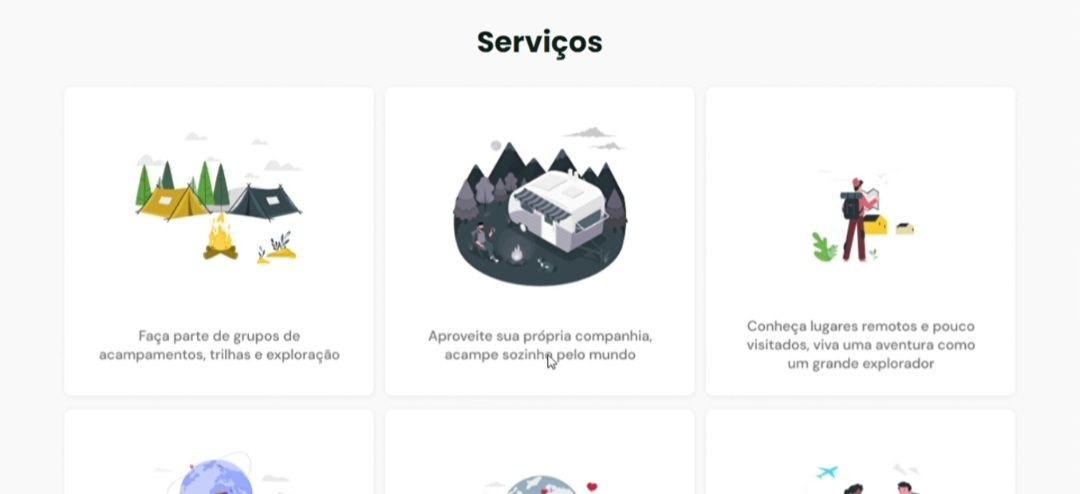 Serviços
Faça parte de grupos de
acampamentos, trilhas e exploração
Aproveite sua própria companhia,
acampe sozinho pelo mundo
Conheça lugares remotos e pouco
visitados, viva uma aventura como
um grande explorador